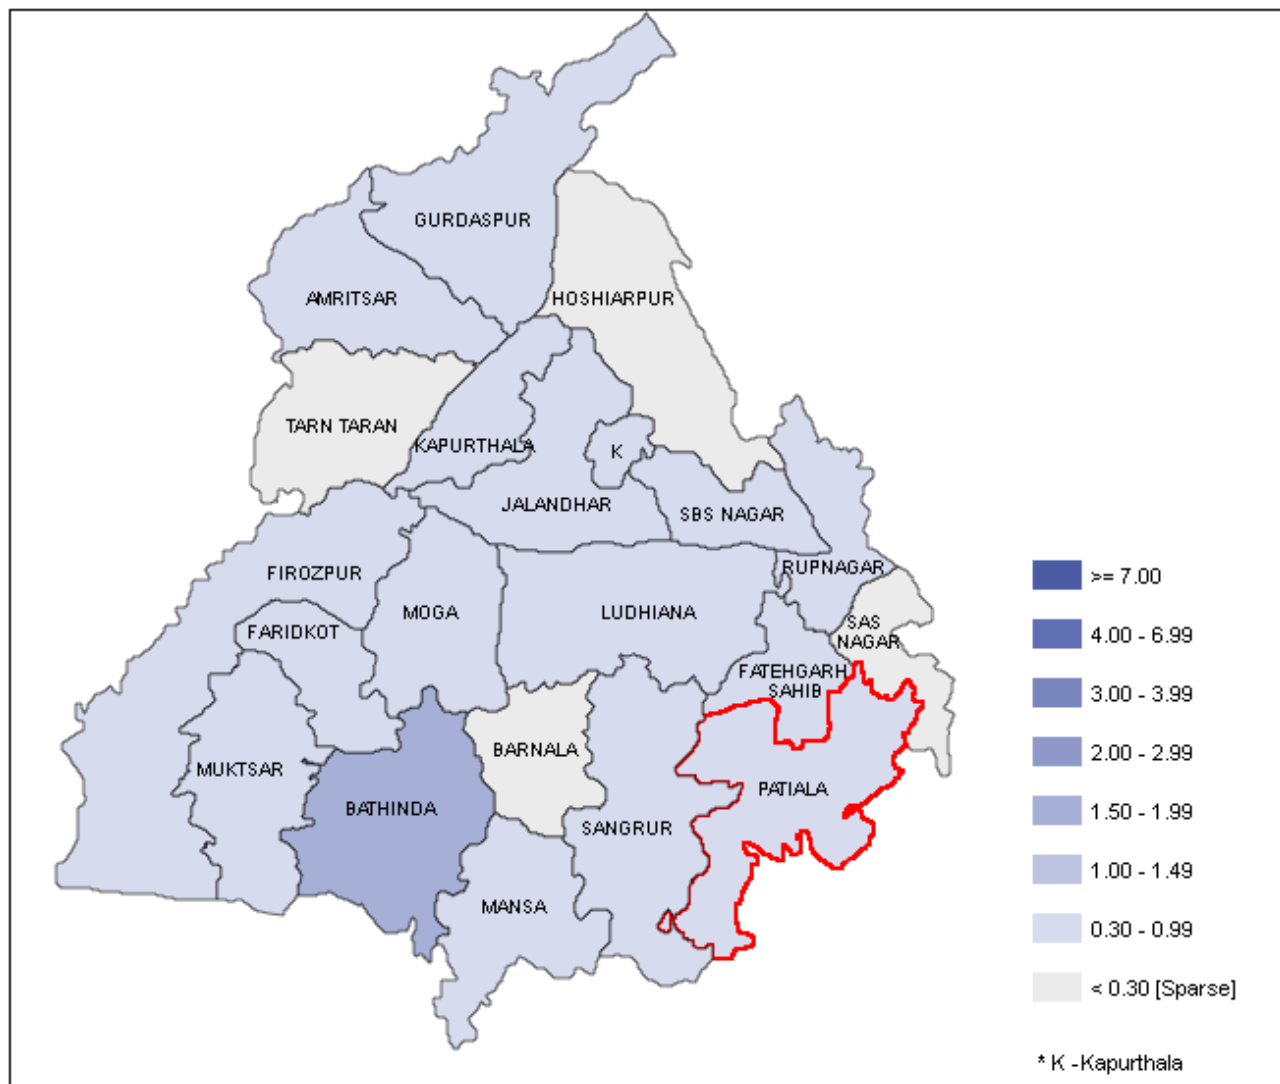 GURDASPUR
AMRITSAR
HOSHIARPUR
TARN TARAN
KAPURTHALA
K
JALANDHAR
SBS NAGAR
FIROZPUR
RUPNAGAR
MOGA
LUDHIANA
FARIDKOT
SAS
NAGAR
FATEHGARH
SAHIB
MUKTSAR
BARNALA
PATIALA
BATHINDA
SANGRUR
MANSA
>= 7.00
4.00 - 6.99
3.00 - 3.99
2.00 - 2.99
1.50 - 1.99
1.00 - 1.49
0.30 - 0.99
< 0.30 [Sparse]
* K -Kapurthala